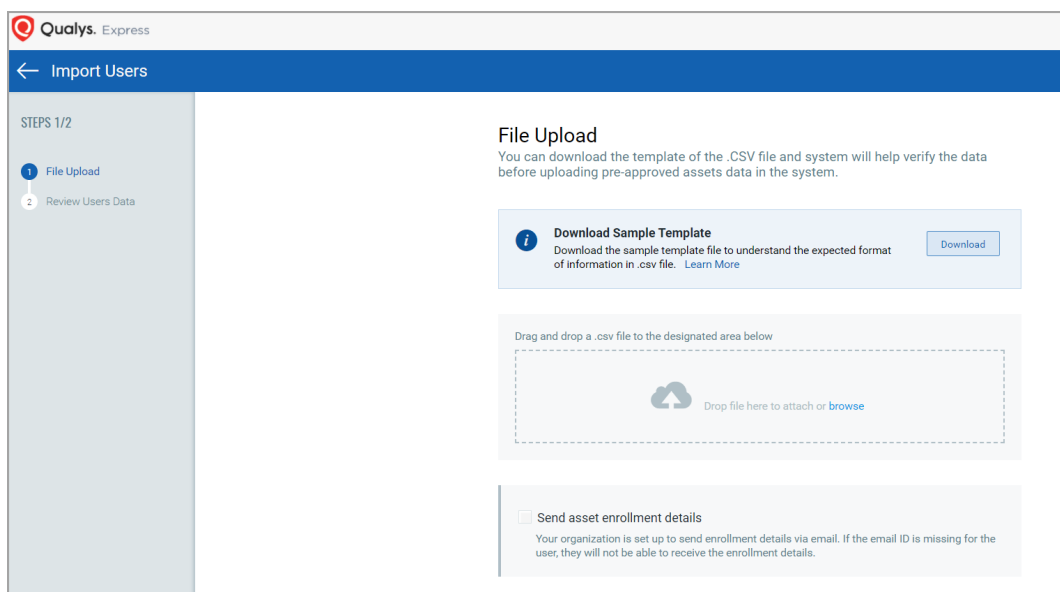 Qualys. Express
Import Users
STEPS 1/2
1 File Upload
2 Review Users Data
File Upload
You can download the template of the .CSV file and system will help verify the data
before uploading pre-approved assets data in the system.
i
Download Sample Template
Download the sample template file to understand the expected format
of information in .csv file. Learn More
Download
Drag and drop a .csv file to the designated area below
Drop file here to attach or browse
Send asset enrollment details
Your organization is set up to send enrollment details via email. If the email ID is missing for the
user, they will not be able to receive the enrollment details.